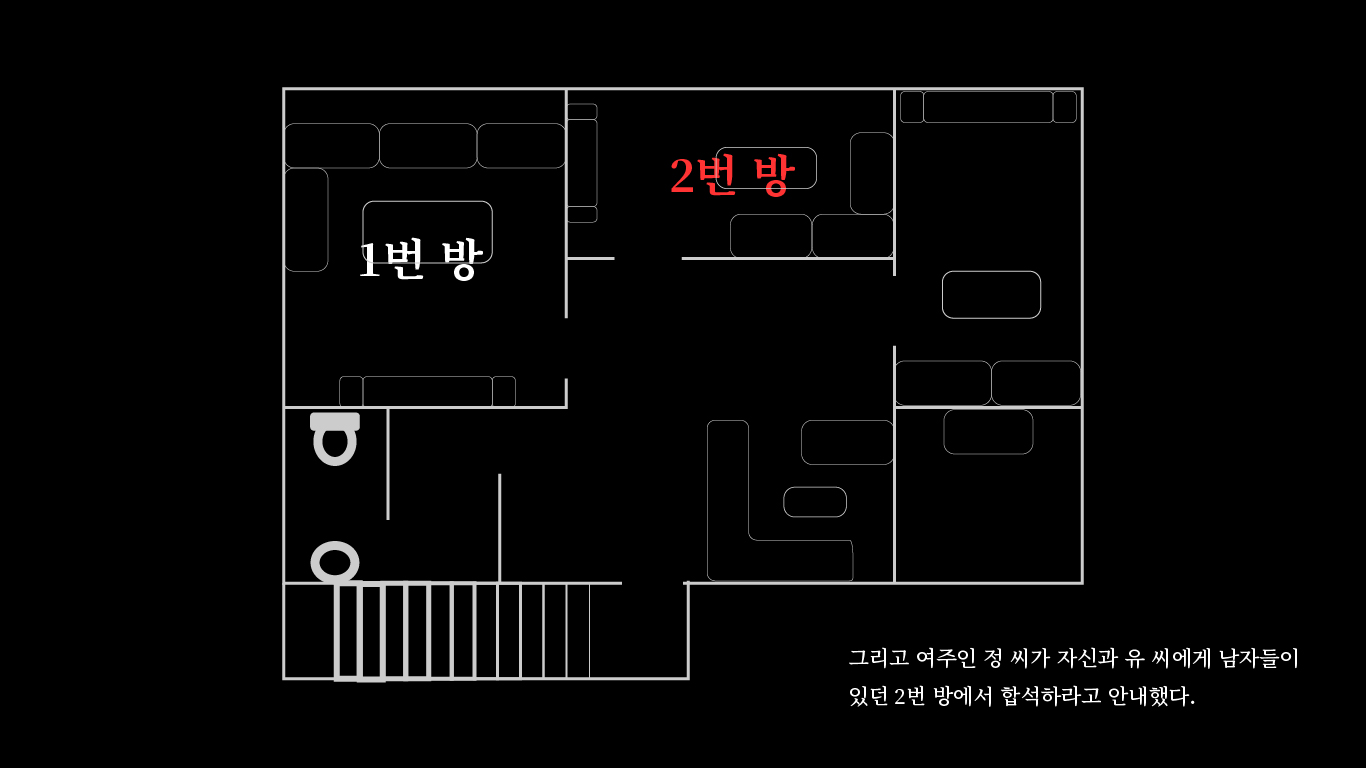 2번 방
1번 방
그리고 여주인 정 씨가 자신과 유 씨에게 남자들이
있던 2번 방에서 합석하라고 안내했다.